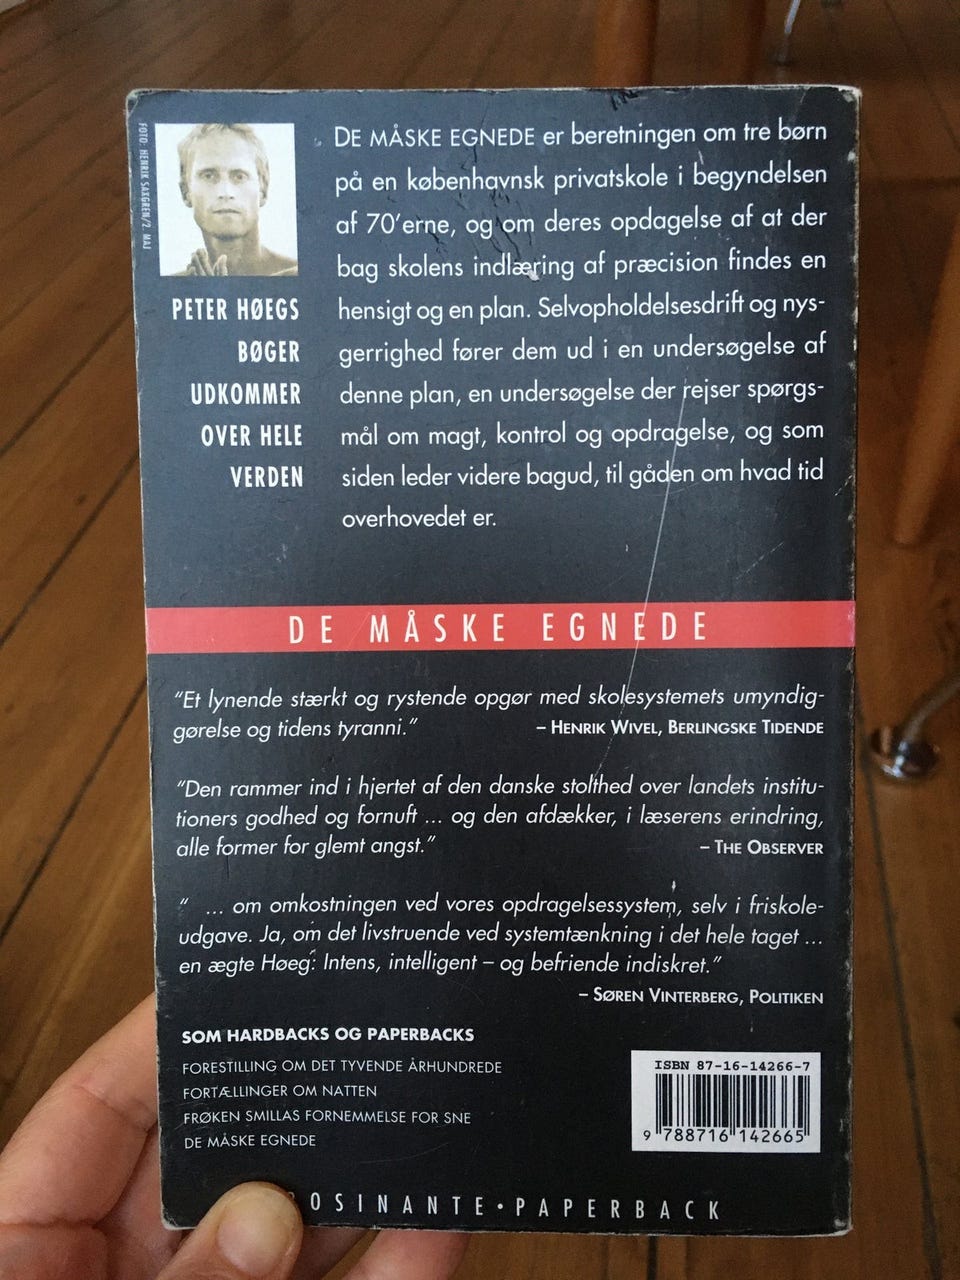 FOTO: HENRIK SAXGREN/2. MAJ
PETER HØEGS
BØGER
UDKOMMER
OVER HELE
VERDEN
DE MÅSKE EGNEDE er beretningen om tre børn
på en københavnsk privatskole i begyndelsen
af 70'erne, og om deres opdagelse af at der
bag skolens indlæring af præcision findes en
hensigt og en plan. Selvopholdelsesdrift og nys-
gerrighed fører dem ud i en undersøgelse af
denne plan, en undersøgelse der rejser spørgs-
mål om magt, kontrol og opdragelse, og som
siden leder videre bagud, til gåden om hvad tid
overhovedet er.
DE MÅSKE EGNEDE
"Et lynende stærkt og rystende opgør med skolesystemets umyndig-
gørelse og tidens tyranni."
– HENRIK WIVEL, BERLINGSKE TIDENDE
"Den rammer ind i hjertet af den danske stolthed over landets institu-
tioners godhed og fornuft ... og den afdækker, i læserens erindring,
alle former for glemt angst."
– THE OBSERVER
" ... om omkostningen ved vores opdragelsessystem, selv i friskole-
udgave. Ja, om det livstruende ved systemtænkning i det hele taget ...
en ægte Høeg: Intens, intelligent – og befriende indiskret."
– SØREN VINTERBERG, POLITIKEN
SOM HARDBACKS OG PAPERBACKS
FORESTILLING OM DET TYVENDE ÅRHUNDREDE
FORTÆLLINGER OM NATTEN
FRØKEN SMILLAS FORNEMMELSE FOR SNE
DE MÅSKE EGNEDE
ISBN 87-16-14266-7
9 788716 142665
OSINANTE • PAPERBACK